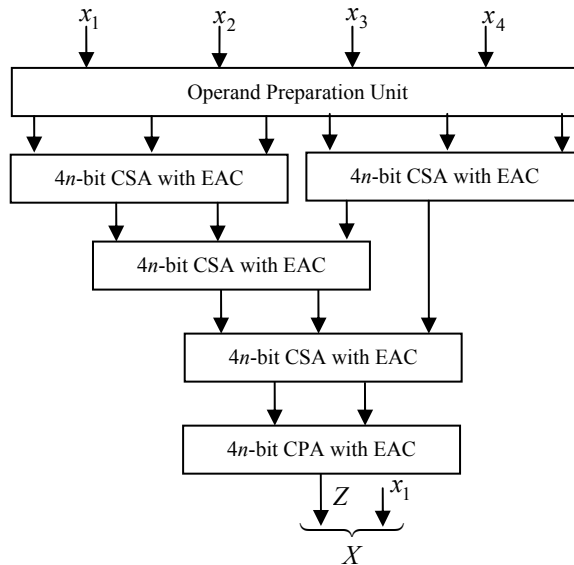 x₁ x₂ x₃ x₄
Operand Preparation Unit
4n-bit CSA with EAC 4n-bit CSA with EAC
4n-bit CSA with EAC
4n-bit CSA with EAC
4n-bit CPA with EAC
Z x₁
X